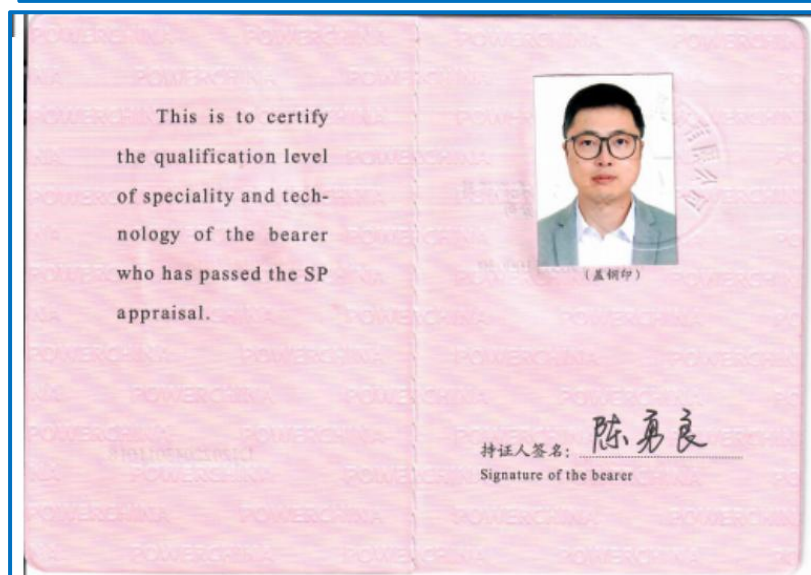 This is to certify
the qualification level
of speciality and tech-
nology of the bearer
who has passed the SP
appraisal.
(盖钢印)
持证人签名: 陈勇良
Signature of the bearer
POWERCHINA